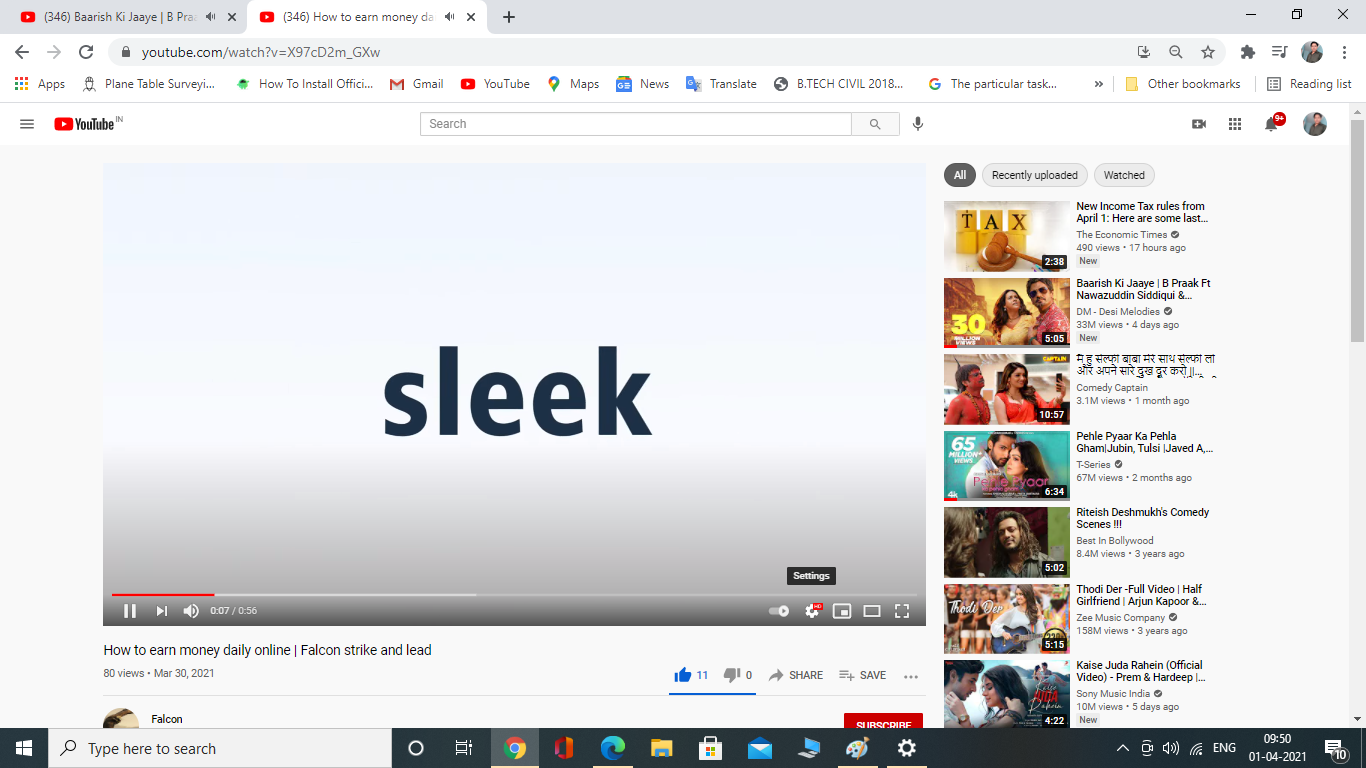 (346) Baarish Ki Jaaye | B Praa
(346) How to earn money da
youtube.com/watch?v=X97cD2m_GXw
Apps
Plane Table Surveyi...
How To Install Offici...
Gmail
YouTube
Maps
News
Translate
B.TECH CIVIL 2018...
The particular task...
»
Other bookmarks
Reading list
YouTube IN
Search
9+
sleek
Settings
0:07 / 0:56
HD
How to earn money daily online | Falcon strike and lead
80 views • Mar 30, 2021
11
0
SHARE
SAVE
Falcon
SUBSCRIBE
All
Recently uploaded
Watched
TAX
2:38
New Income Tax rules from
April 1: Here are some last...
The Economic Times
490 views • 17 hours ago
New
30
MILLION
VIEWS
5:05
Baarish Ki Jaaye | B Praak Ft
Nawazuddin Siddiqui &...
DM - Desi Melodies
33M views • 4 days ago
New
CAPTAIN
10:57
मै हु सेल्फी बाबा मेरे साथ सेल्फी लो
और अपने सारे दुख दूर करो ||...
Comedy Captain
3.1M views • 1 month ago
65
MILLION+
VIEWS
Pehle Pyaar
4k
6:34
Pehle Pyaar Ka Pehla
Gham|Jubin, Tulsi |Javed A,...
T-Series
67M views • 2 months ago
5:02
Riteish Deshmukh's Comedy
Scenes !!!
Best In Bollywood
8.4M views • 3 years ago
Thodi Der
5:15
Thodi Der -Full Video | Half
Girlfriend | Arjun Kapoor &...
Zee Music Company
158M views • 3 years ago
4:22
Kaise Juda Rahein (Official
Video) - Prem & Hardeep |...
Sony Music India
10M views • 5 days ago
New
Type here to search
ENG
09:50
01-04-2021
10